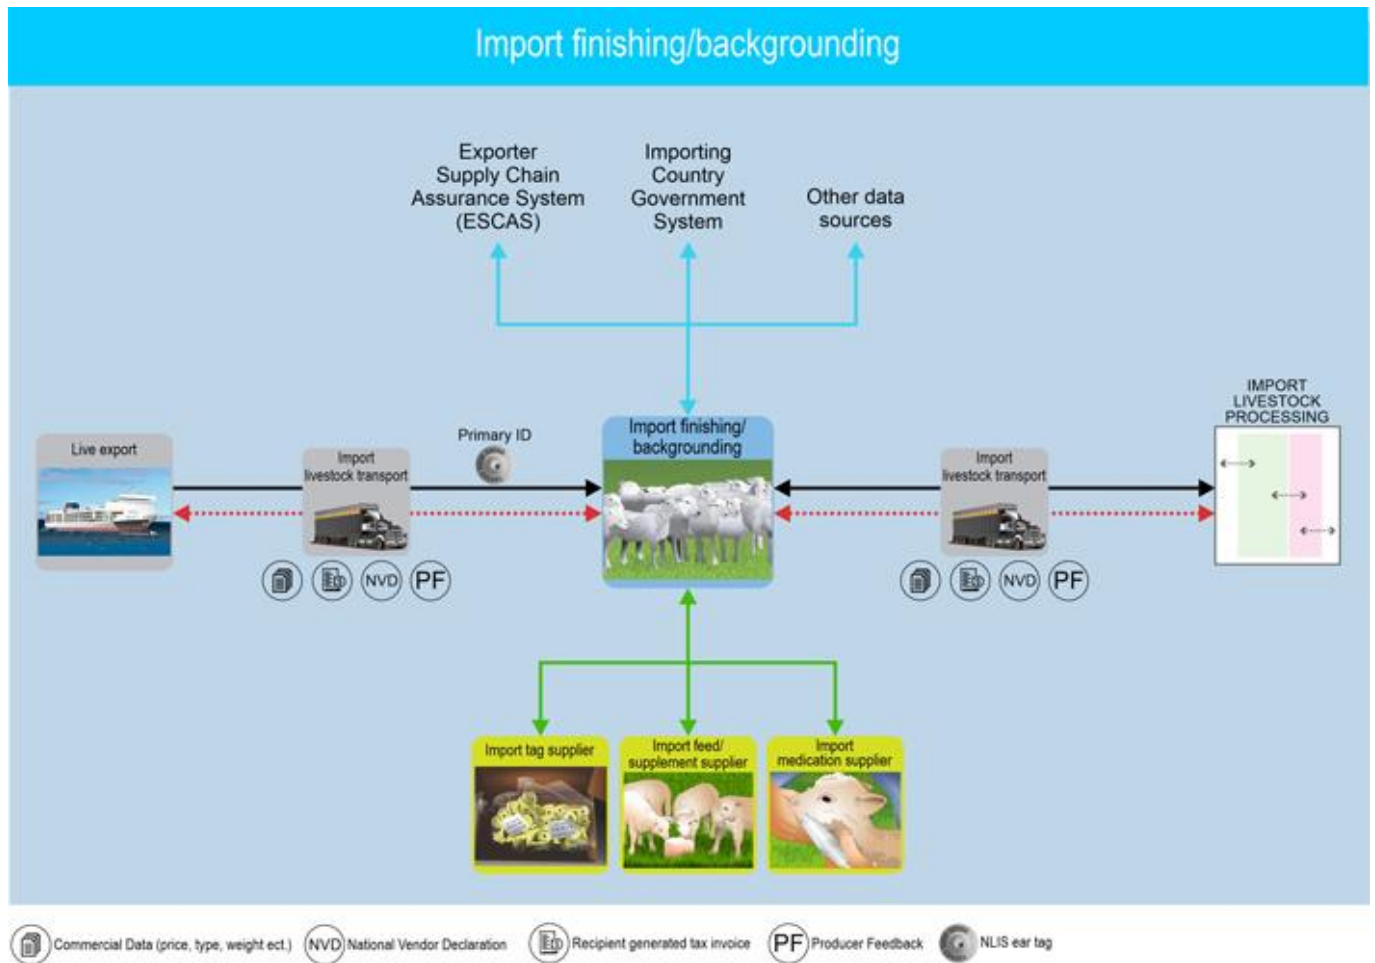 Import finishing/backgrounding
Exporter
Supply Chain
Assurance System
(ESCAS)
Importing
Country
Government
System
Other data
sources
IMPORT
LIVESTOCK
PROCESSING
Live export
Import
livestock transport
Primary ID
Import finishing/
backgrounding
Import
livestock transport
NVD
PF
NVD
PF
Import tag supplier
Import feed/
supplement supplier
Import
medication supplier
Commercial Data (price, type, weight ect.)
NVD National Vendor Declaration
Recipient generated tax invoice
PF Producer Feedback
NLIS ear tag